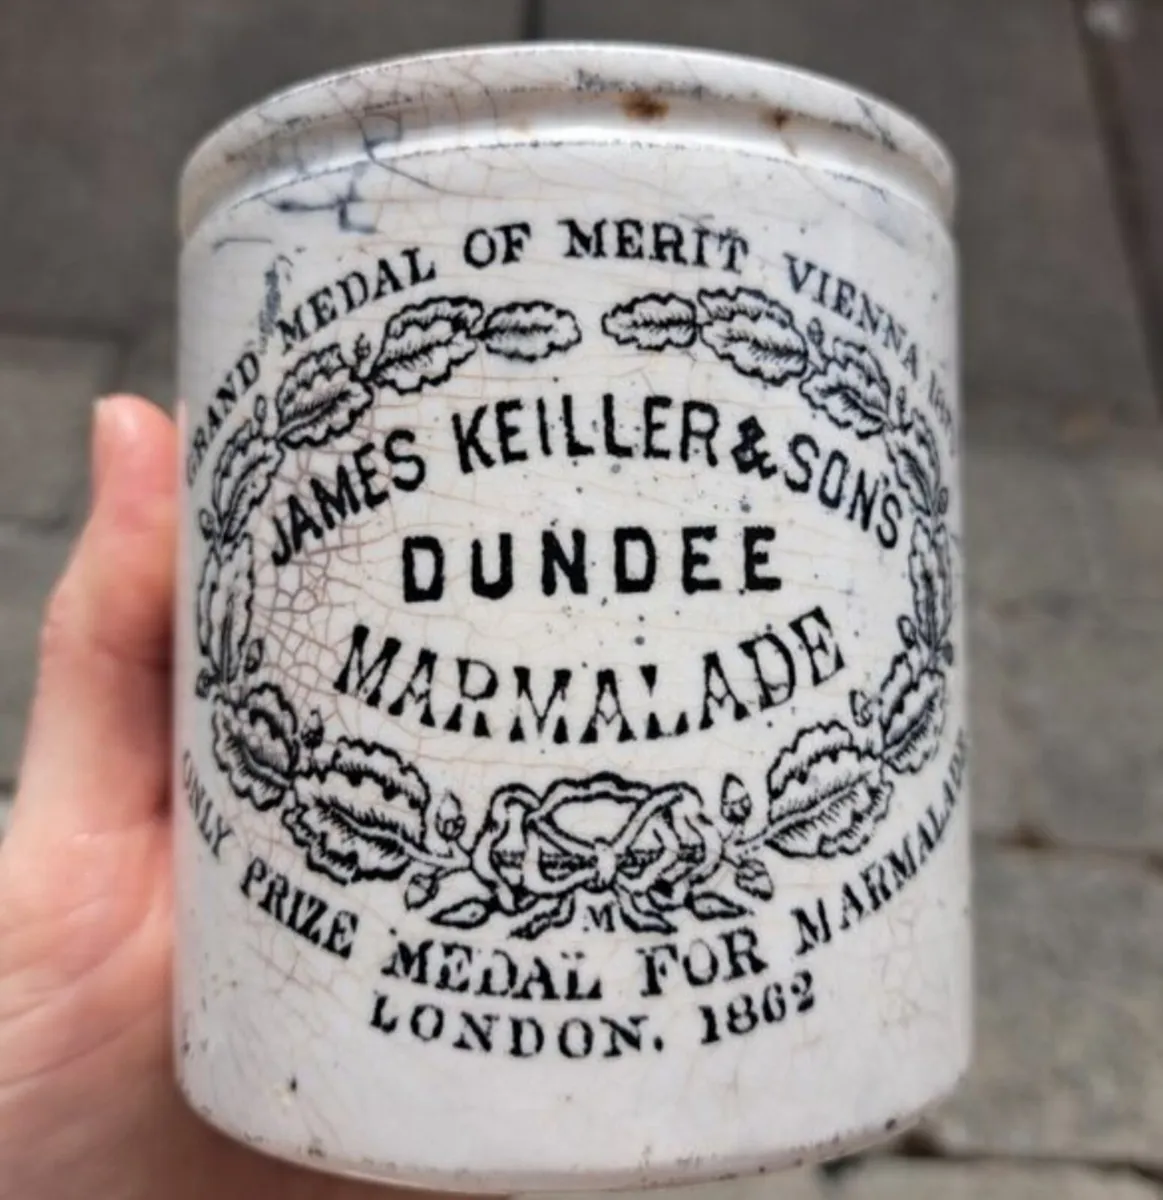 GRAND MEDAL OF MERIT VIENNA
JAMES KEILLER & SONS
DUNDEE
MARMALADE
M
ONLY PRIZE MEDAL FOR MARMALADE
LONDON. 1862